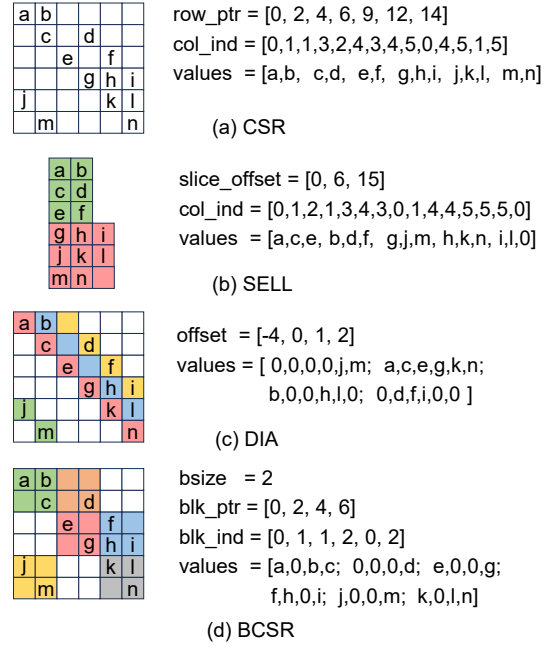 a b
c d
e f
g h i
j k l
m n
row_ptr = [0, 2, 4, 6, 9, 12, 14]
col_ind = [0,1,1,3,2,4,3,4,5,0,4,5,1,5]
values = [a,b, c,d, e,f, g,h,i, j,k,l, m,n]
(a) CSR
a b
c d
e f
g h i
j k l
m n
slice_offset = [0, 6, 15]
col_ind = [0,1,2,1,3,4,3,0,1,4,4,5,5,5,0]
values = [a,c,e, b,d,f, g,j,m, h,k,n, i,l,0]
(b) SELL
a b
c d
e f
g h i
j k l
m n
offset = [-4, 0, 1, 2]
values = [ 0,0,0,0,j,m; a,c,e,g,k,n;
b,0,0,h,l,0; 0,d,f,i,0,0 ]
(c) DIA
a b
c d
e f
g h i
j k l
m n
bsize = 2
blk_ptr = [0, 2, 4, 6]
blk_ind = [0, 1, 1, 2, 0, 2]
values = [a,0,b,c; 0,0,0,d; e,0,0,g;
f,h,0,i; j,0,0,m; k,0,l,n]
(d) BCSR